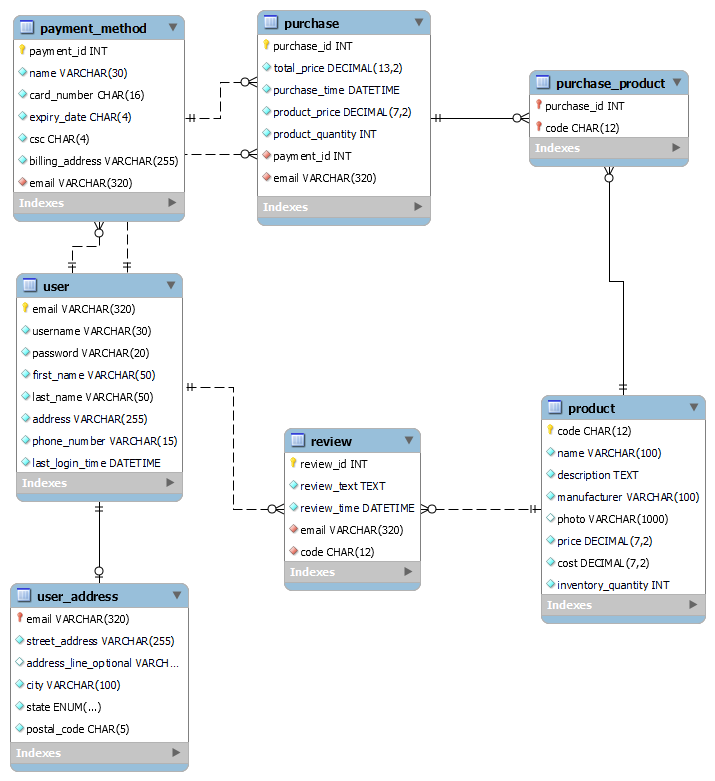 payment_method
payment_id INT
name VARCHAR(30)
card_number CHAR(16)
expiry_date CHAR(4)
csc CHAR(4)
billing_address VARCHAR(255)
email VARCHAR(320)
Indexes
purchase
purchase_id INT
total_price DECIMAL(13,2)
purchase_time DATETIME
product_price DECIMAL(7,2)
product_quantity INT
payment_id INT
email VARCHAR(320)
Indexes
purchase_product
purchase_id INT
code CHAR(12)
Indexes
user
email VARCHAR(320)
username VARCHAR(30)
password VARCHAR(20)
first_name VARCHAR(50)
last_name VARCHAR(50)
address VARCHAR(255)
phone_number VARCHAR(15)
last_login_time DATETIME
Indexes
review
review_id INT
review_text TEXT
review_time DATETIME
email VARCHAR(320)
code CHAR(12)
Indexes
product
code CHAR(12)
name VARCHAR(100)
description TEXT
manufacturer VARCHAR(100)
photo VARCHAR(1000)
price DECIMAL(7,2)
cost DECIMAL(7,2)
inventory_quantity INT
Indexes
user_address
email VARCHAR(320)
street_address VARCHAR(255)
address_line_optional VARCH...
city VARCHAR(100)
state ENUM(...)
postal_code CHAR(5)
Indexes